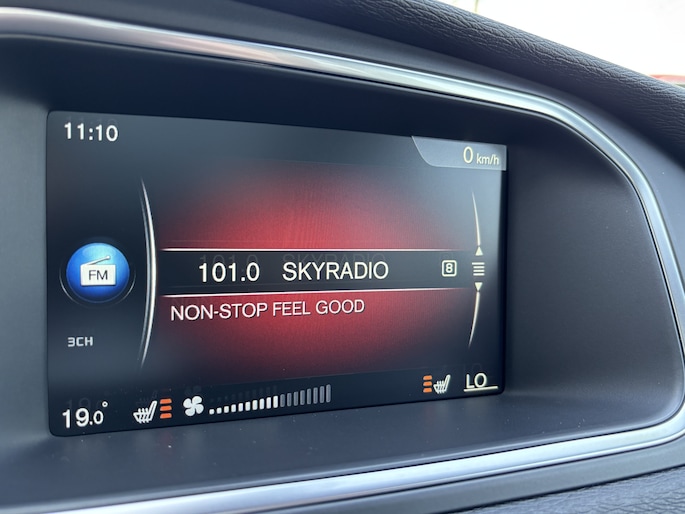 11:10
0 km/h
101.0 SKYRADIO 8
FM
NON-STOP FEEL GOOD
3CH
19.0° LO